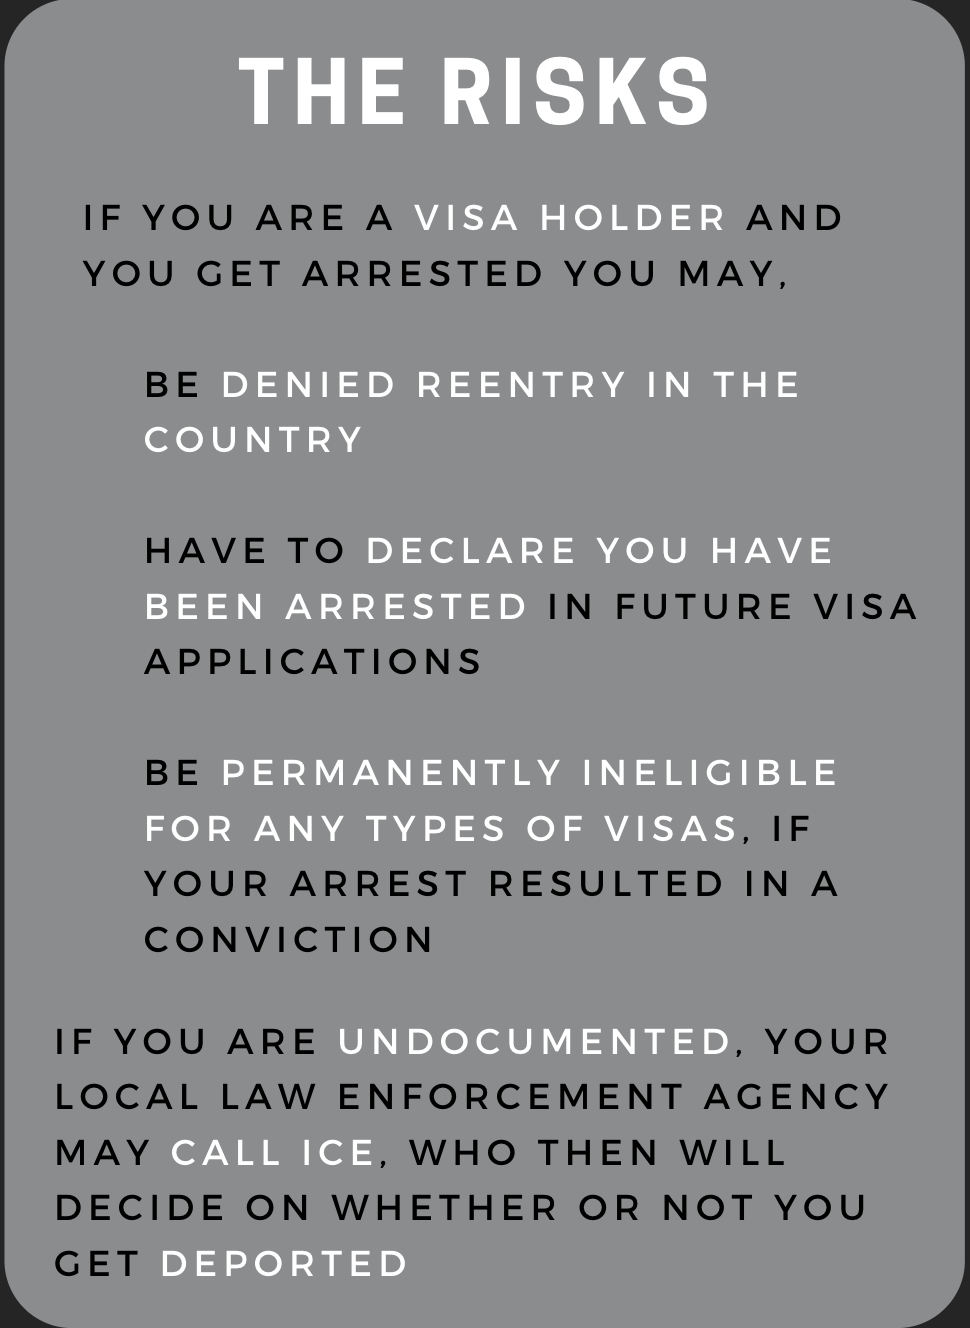 THE RISKS
IF YOU ARE A VISA HOLDER AND
YOU GET ARRESTED YOU MAY,
BE DENIED REENTRY IN THE
COUNTRY
HAVE TO DECLARE YOU HAVE
BEEN ARRESTED IN FUTURE VISA
APPLICATIONS
BE PERMANENTLY INELIGIBLE
FOR ANY TYPES OF VISAS, IF
YOUR ARREST RESULTED IN A
CONVICTION
IF YOU ARE UNDOCUMENTED, YOUR
LOCAL LAW ENFORCEMENT AGENCY
MAY CALL ICE, WHO THEN WILL
DECIDE ON WHETHER OR NOT YOU
GET DEPORTED